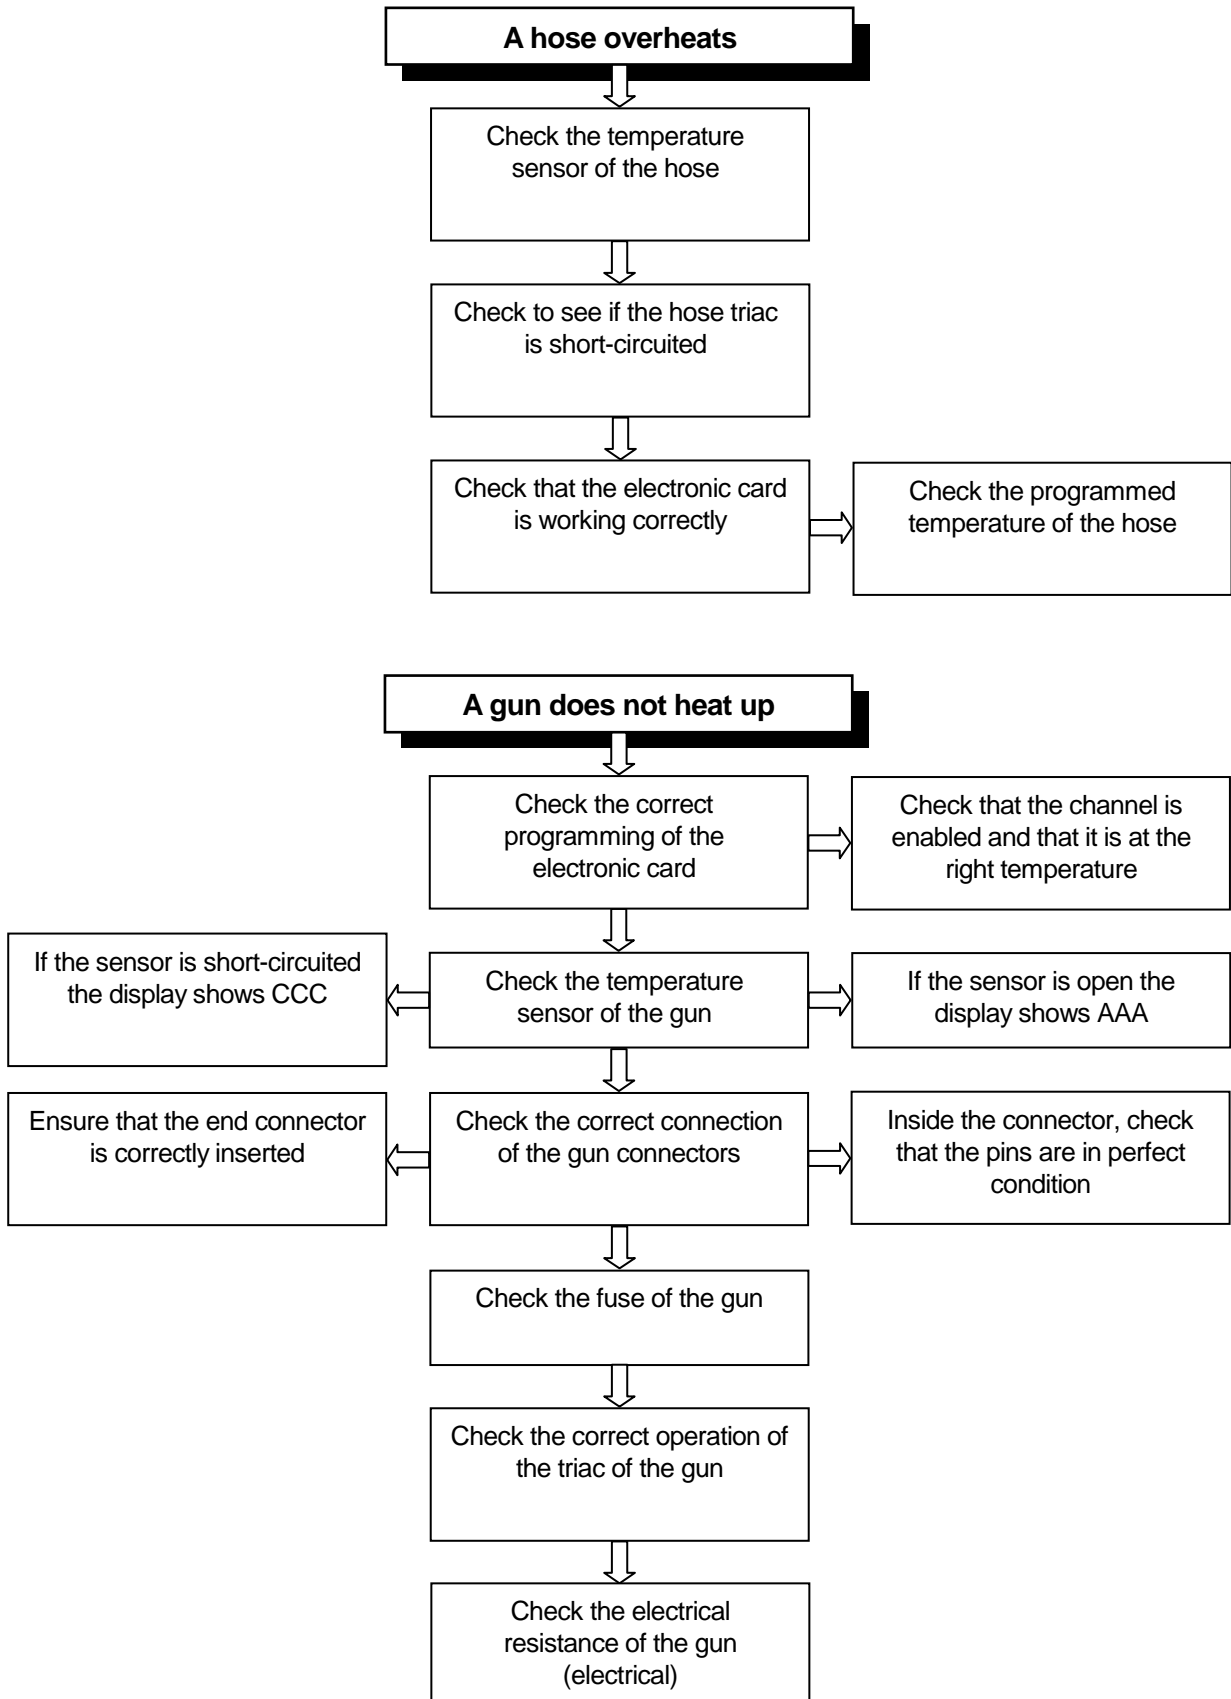 A hose overheats
Check the temperature
sensor of the hose
Check to see if the hose triac
is short-circuited
Check that the electronic card
is working correctly
Check the programmed
temperature of the hose
A gun does not heat up
Check the correct
programming of the
electronic card
Check that the channel is
enabled and that it is at the
right temperature
If the sensor is short-circuited
the display shows CCC
Check the temperature
sensor of the gun
If the sensor is open the
display shows AAA
Ensure that the end connector
is correctly inserted
Check the correct connection
of the gun connectors
Inside the connector, check
that the pins are in perfect
condition
Check the fuse of the gun
Check the correct operation of
the triac of the gun
Check the electrical
resistance of the gun
(electrical)